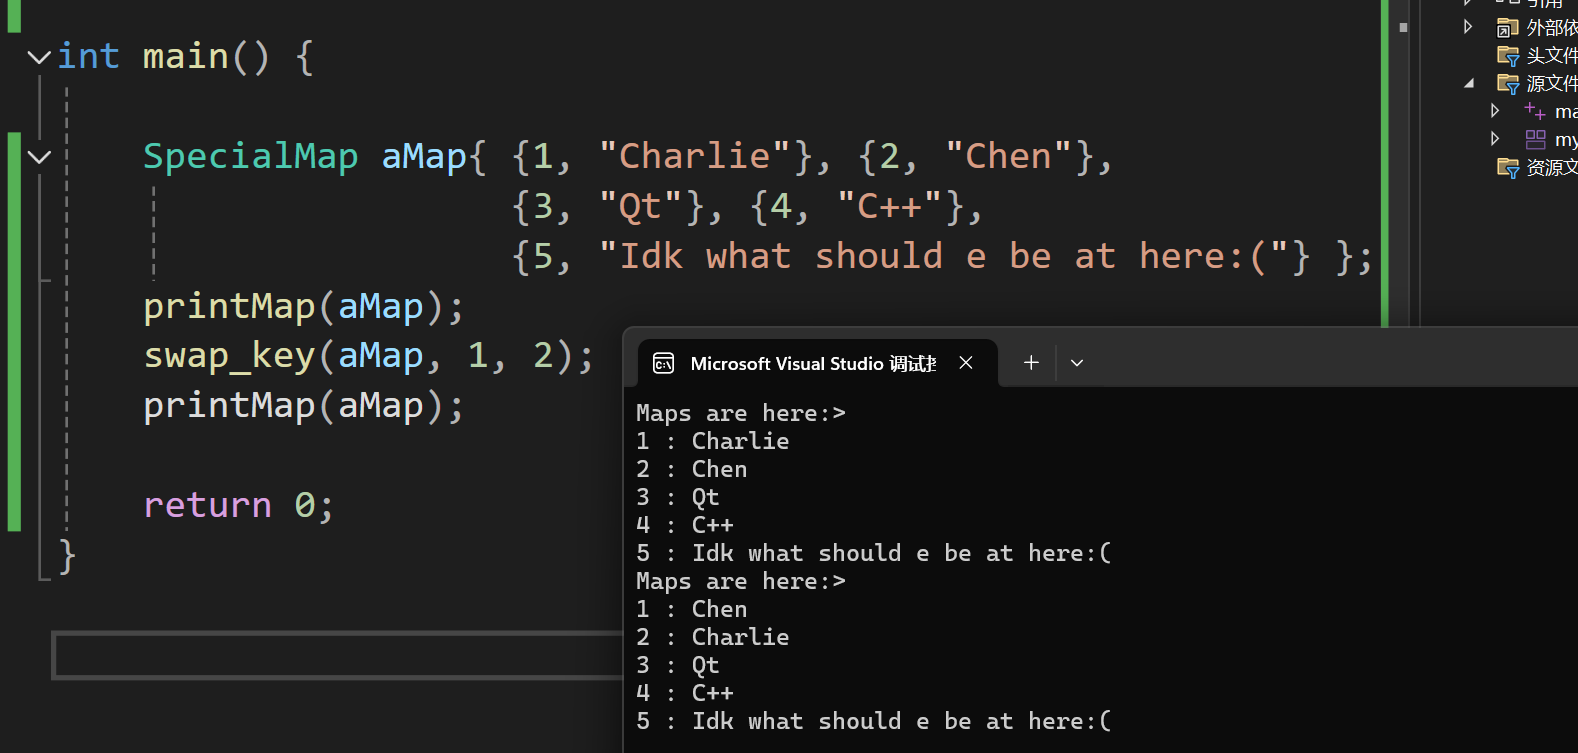 int main() {
SpecialMap aMap{ {1, "Charlie"}, {2, "Chen"},
{3, "Qt"}, {4, "C++"},
{5, "Idk what should e be at here:("} };
printMap(aMap);
swap_key(aMap, 1, 2);
printMap(aMap);
return 0;
}
引用
外部依
头文件
源文件
ma
my
资源文
Microsoft Visual Studio 调试
Maps are here:>
1 : Charlie
2 : Chen
3 : Qt
4 : C++
5 : Idk what should e be at here:(
Maps are here:>
1 : Chen
2 : Charlie
3 : Qt
4 : C++
5 : Idk what should e be at here:(